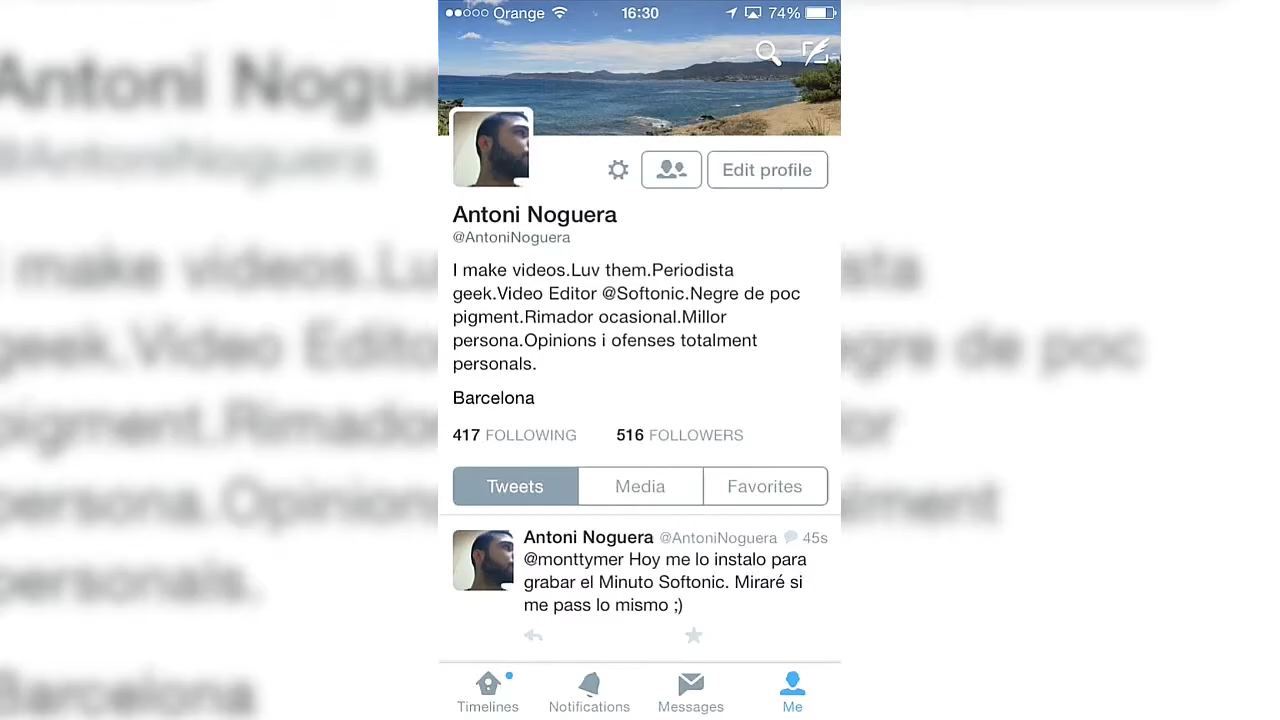 Orange 16:30 74%
Edit profile
Antoni Noguera
@AntoniNoguera
I make videos.Luv them.Periodista
geek.Video Editor @Softonic.Negre de poc
pigment.Rimador ocasional.Millor
persona.Opinions i ofenses totalment
personals.
Barcelona
417 FOLLOWING 516 FOLLOWERS
Tweets Media Favorites
Antoni Noguera @AntoniNoguera 45s
@monttymer Hoy me lo instalo para
grabar el Minuto Softonic. Miraré si
me pass lo mismo ;)
Timelines Notifications Messages Me